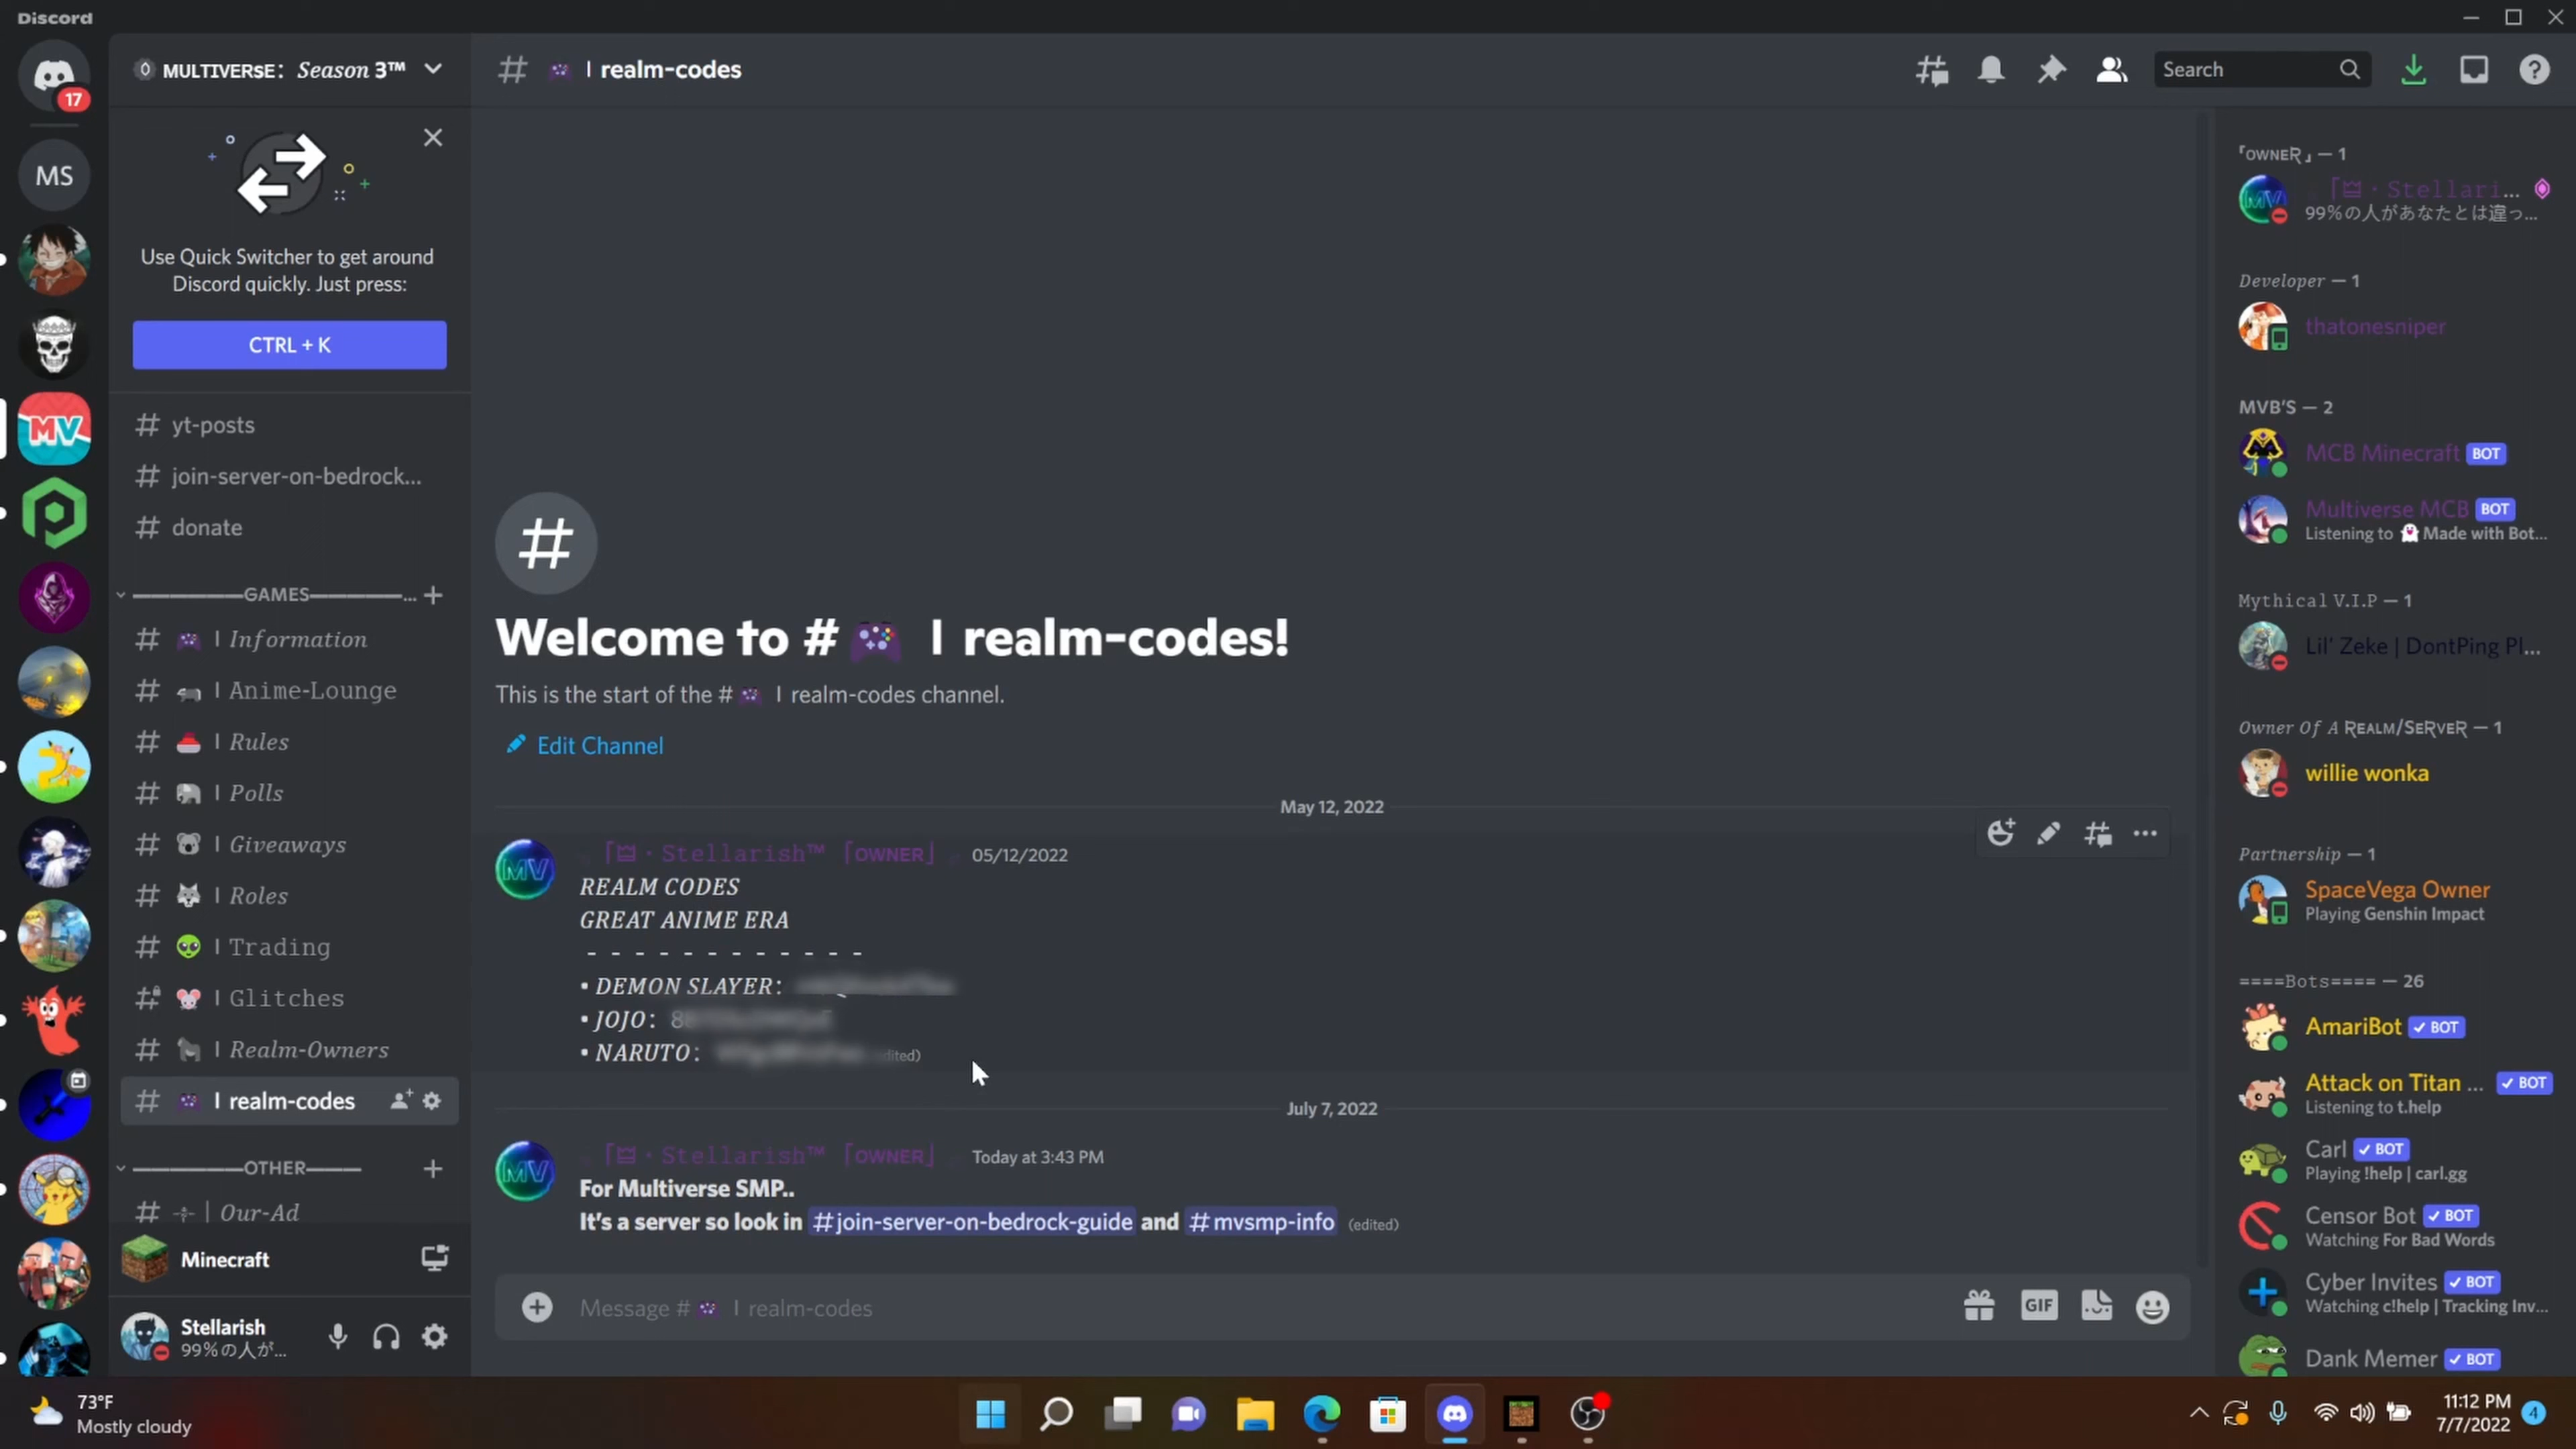 Discord
17
MS
MULTIVERsE: Season 3™
Use Quick Switcher to get around
Discord quickly. Just press:
CTRL + K
yt-posts
join-server-on-bedrock...
donate
——————GAMES—————...
| Information
| Anime-Lounge
| Rules
| Polls
| Giveaways
| Roles
| Trading
| Glitches
| Realm-Owners
| realm-codes
——————OTHER———
| Our-Ad
Minecraft
Stellarish
99%の人が...
# | realm-codes
Search
Welcome to # | realm-codes!
This is the start of the # | realm-codes channel.
Edit Channel
May 12, 2022
「・Stellarish™ 「OWNER」 05/12/2022
REALM CODES
GREAT ANIME ERA
- - - - - - - - - - - -
• DEMON SLAYER:
• JOJO:
• NARUTO:
July 7, 2022
「・Stellarish™ 「OWNER」 Today at 3:43 PM
For Multiverse SMP..
It's a server so look in #join-server-on-bedrock-guide and #mvsmp-info (edited)
Message # | realm-codes
GIF
「OWNER」 — 1
「・Stellari...
99%の人があなたとは違っ...
Developer — 1
thatonesniper
MVB'S — 2
MCB Minecraft BOT
Multiverse MCB BOT
Listening to Made with Bot...
Mythical V.I.P — 1
Lil' Zeke | DontPing Pl...
Owner Of A REALM/SERVER — 1
willie wonka
Partnership — 1
SpaceVega Owner
Playing Genshin Impact
====Bots==== — 26
AmariBot BOT
Attack on Titan ... BOT
Listening to t.help
Carl BOT
Playing !help | carl.gg
Censor Bot BOT
Watching For Bad Words
Cyber Invites BOT
Watching c!help | Tracking Inv...
Dank Memer BOT
73°F
Mostly cloudy
11:12 PM
7/7/2022
4
MV